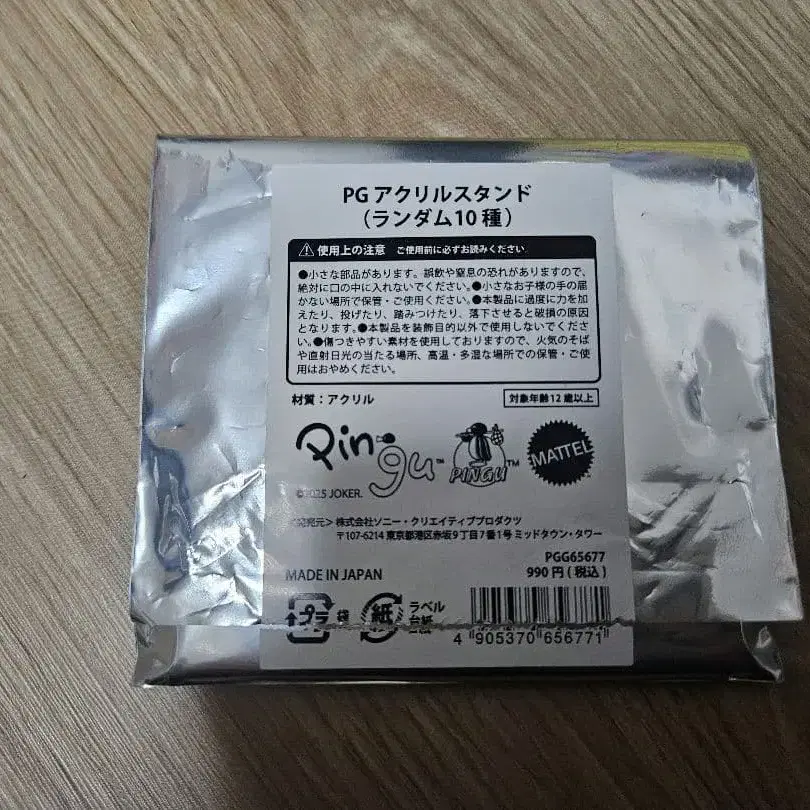 PG アクリルスタンド
（ランダム10 種）
使用上の注意 ご使用前に必ずお読みください
●小さな部品があります。誤飲や窒息の恐れがありますので、
絶対に口の中に入れないでください。●小さなお子様の手の届
かない場所で保管・ご使用ください。●本製品に過度に力を加
えたり、投げたり、踏みつけたり、落下させると破損の原因
となります。●本製品を装飾目的以外で使用しないでくださ
い。●傷つきやすい素材を使用しておりますので、火気のそば
や直射日光の当たる場所、高温・多湿な場所での保管・ご使
用はおやめください。
材質：アクリル 対象年齢12 歳以上
Pingu™ PINGU™ MATTEL
©2025 JOKER.
＜発売元＞ 株式会社ソニー・クリエイティブプロダクツ
〒107-6214 東京都港区赤坂９丁目７番１号 ミッドタウン・タワー
PGG65677
990 円 ( 税込 )
MADE IN JAPAN
プラ 袋 紙 ラベル
台紙
4 905370 656771